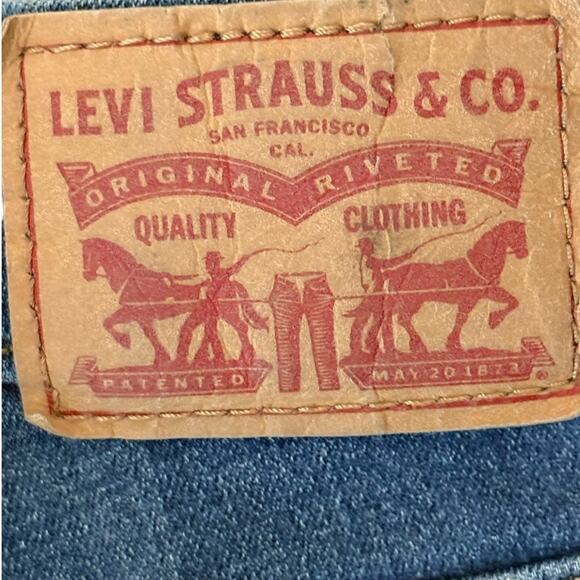 LEVI STRAUSS & CO.
SAN FRANCISCO
CAL.
ORIGINAL RIVETED
QUALITY CLOTHING
PATENTED MAY 20 1873
®